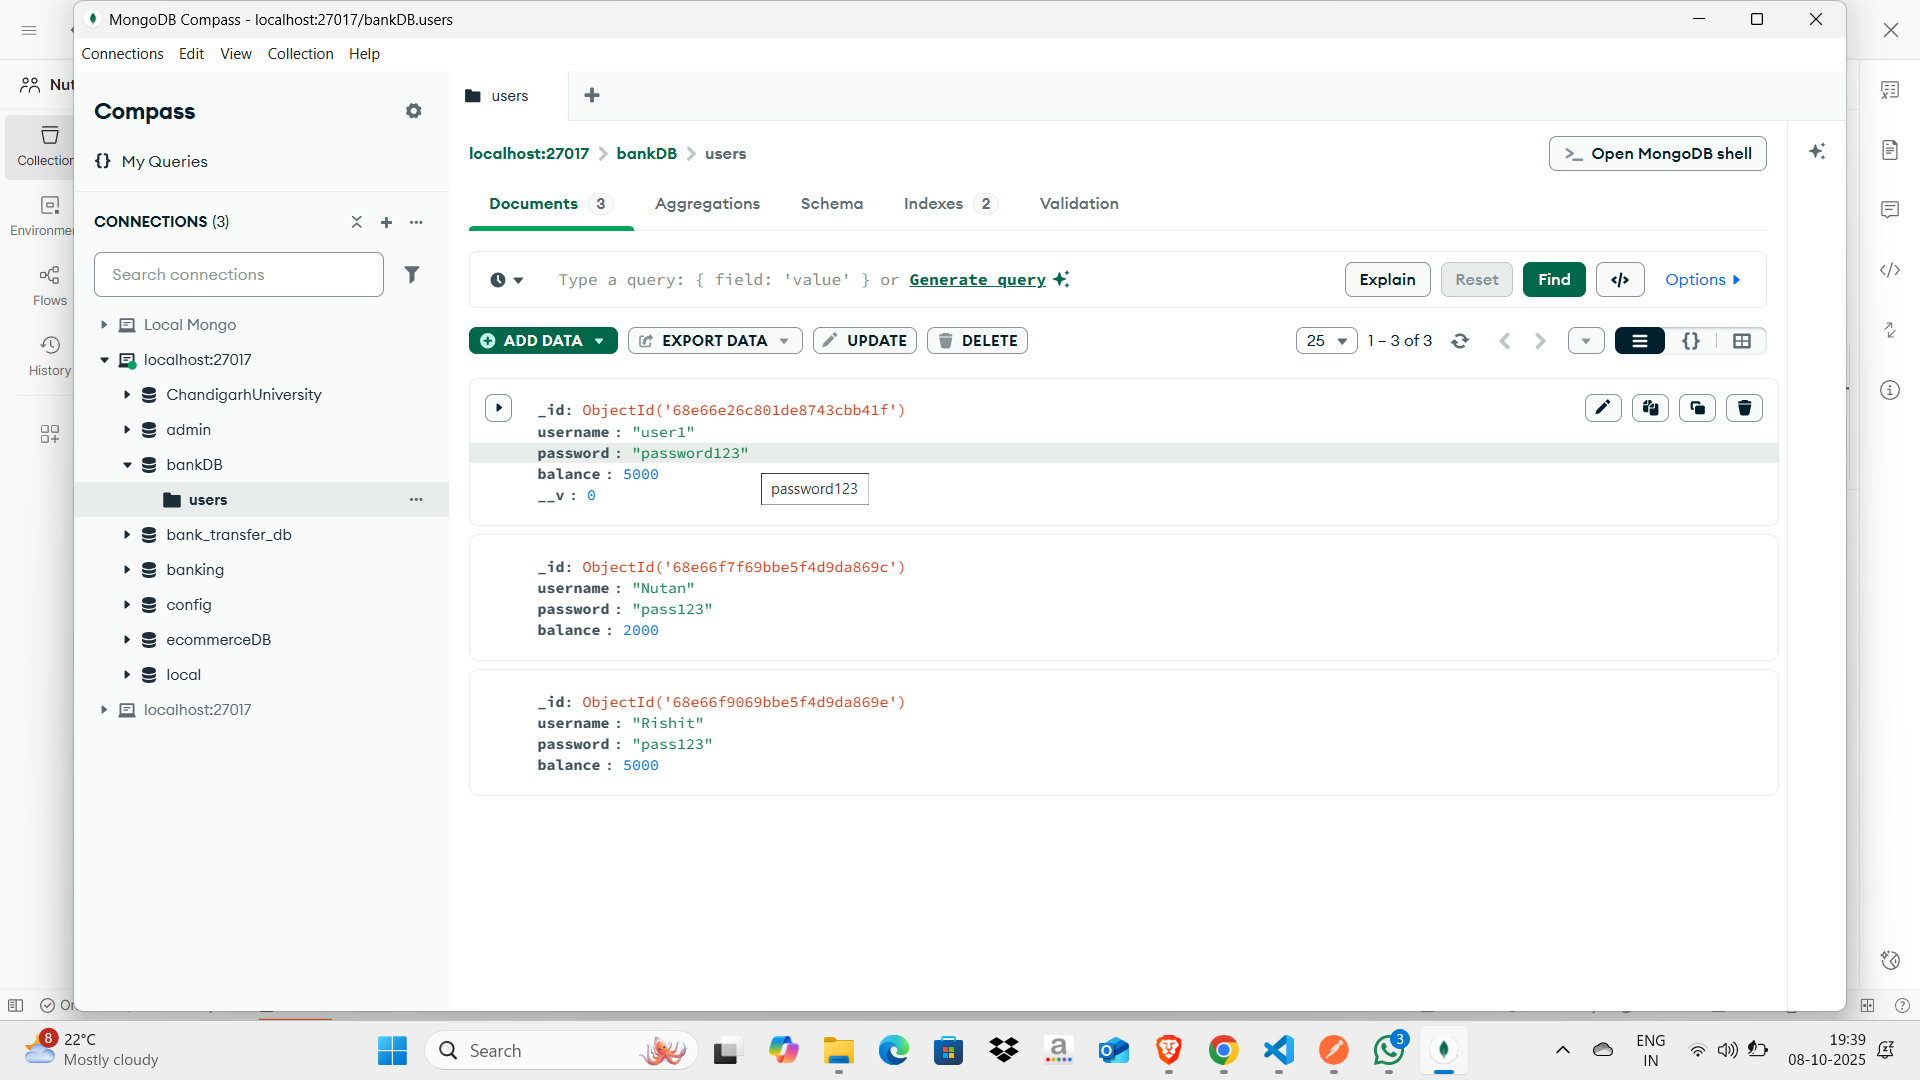 MongoDB Compass - localhost:27017/bankDB.users
Connections Edit View Collection Help
Nut
Collection
Environmer
Flows
History
Compass
{} My Queries
CONNECTIONS (3)
Search connections
Local Mongo
localhost:27017
ChandigarhUniversity
admin
bankDB
users
bank_transfer_db
banking
config
ecommerceDB
local
localhost:27017
users
localhost:27017 > bankDB > users
>_ Open MongoDB shell
Documents 3 Aggregations Schema Indexes 2 Validation
Type a query: { field: 'value' } or Generate query
Explain Reset Find </> Options
ADD DATA EXPORT DATA UPDATE DELETE
25 1 – 3 of 3 {}
_id: ObjectId('68e66e26c801de8743cbb41f')
username : "user1"
password : "password123"
balance : 5000
__v : 0
password123
_id: ObjectId('68e66f7f69bbe5f4d9da869c')
username : "Nutan"
password : "pass123"
balance : 2000
_id: ObjectId('68e66f9069bbe5f4d9da869e')
username : "Rishit"
password : "pass123"
balance : 5000
8
22°C
Mostly cloudy
Search
a
3
ENG
IN
19:39
08-10-2025